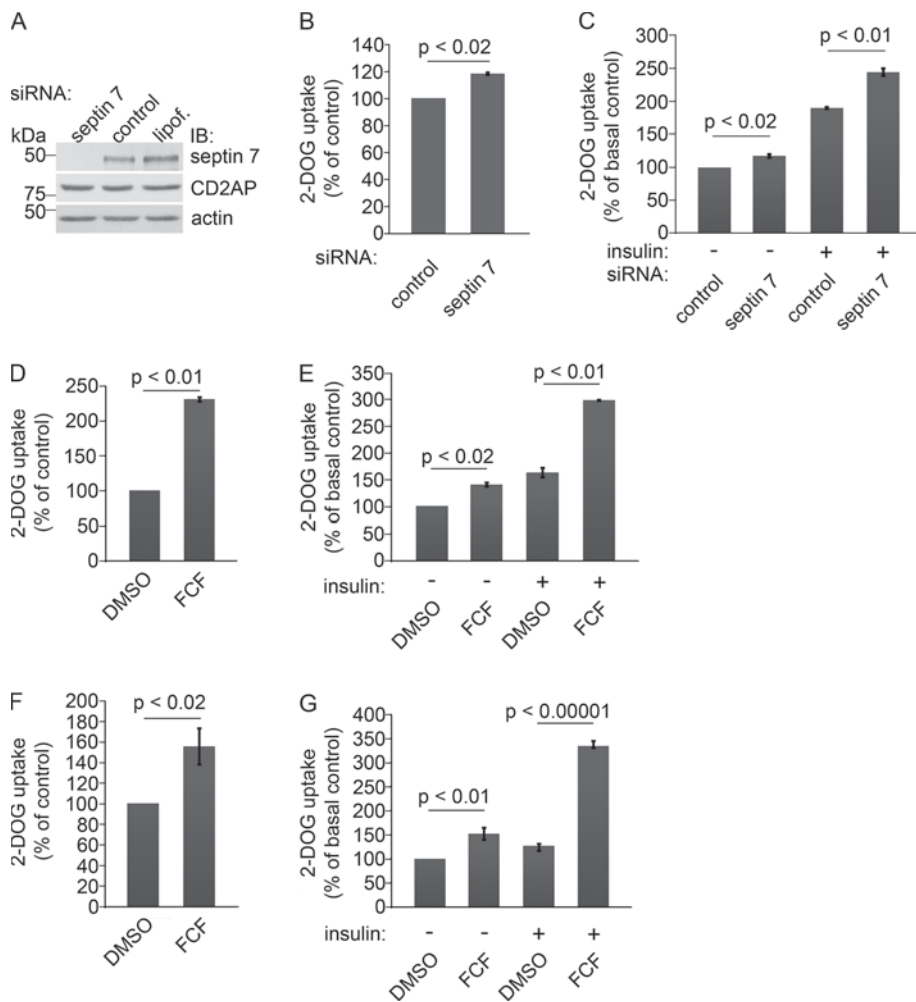 A
siRNA:
septin 7
control
lipof.
kDa
IB:
50
septin 7
75
CD2AP
50
actin
B
2-DOG uptake
(% of control)
140
120
100
80
60
40
20
0
p < 0.02
siRNA:
control
septin 7
C
2-DOG uptake
(% of basal control)
300
250
200
150
100
50
0
p < 0.02
p < 0.01
insulin: - - + +
siRNA:
control
septin 7
control
septin 7
D
2-DOG uptake
(% of control)
250
200
150
100
50
0
p < 0.01
DMSO
FCF
E
2-DOG uptake
(% of basal control)
350
300
250
200
150
100
50
0
p < 0.02
p < 0.01
insulin: - - + +
DMSO
FCF
DMSO
FCF
F
2-DOG uptake
(% of control)
200
180
160
140
120
100
80
60
40
20
0
p < 0.02
DMSO
FCF
G
2-DOG uptake
(% of basal control)
400
350
300
250
200
150
100
50
0
p < 0.01
p < 0.00001
insulin: - - + +
DMSO
FCF
DMSO
FCF